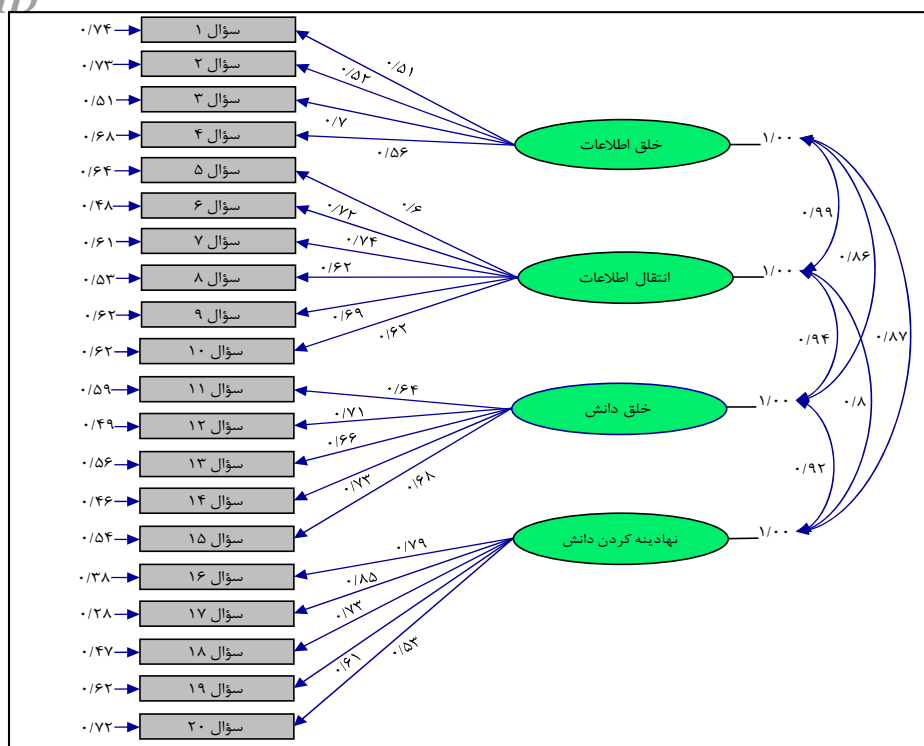 ۰/۷۴ سؤال ۱
۰/۷۳ سؤال ۲
۰/۵۱ سؤال ۳
۰/۶۸ سؤال ۴
۰/۶۴ سؤال ۵
۰/۴۸ سؤال ۶
۰/۶۱ سؤال ۷
۰/۵۳ سؤال ۸
۰/۶۲ سؤال ۹
۰/۶۲ سؤال ۱۰
۰/۵۹ سؤال ۱۱
۰/۴۹ سؤال ۱۲
۰/۵۶ سؤال ۱۳
۰/۴۶ سؤال ۱۴
۰/۵۴ سؤال ۱۵
۰/۳۸ سؤال ۱۶
۰/۲۸ سؤال ۱۷
۰/۴۷ سؤال ۱۸
۰/۶۲ سؤال ۱۹
۰/۷۲ سؤال ۲۰
۰/۵۱
۰/۵۲
۰/۷
۰/۵۶
۰/۶
۰/۷۲
۰/۷۴
۰/۶۲
۰/۶۹
۰/۶۲
۰/۶۴
۰/۷۱
۰/۶۶
۰/۷۳
۰/۶۸
۰/۷۹
۰/۸۵
۰/۷۳
۰/۶۱
۰/۵۳
خلق اطلاعات
۱/۰۰
انتقال اطلاعات
۱/۰۰
خلق دانش
۱/۰۰
نهادینه کردن دانش
۱/۰۰
۰/۹۹
۰/۸۶
۰/۸۷
۰/۹۴
۰/۸
۰/۹۲